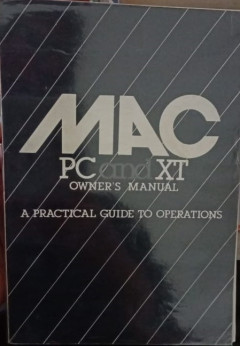 MAC
PC and XT
OWNER'S MANUAL
A PRACTICAL GUIDE TO OPERATIONS